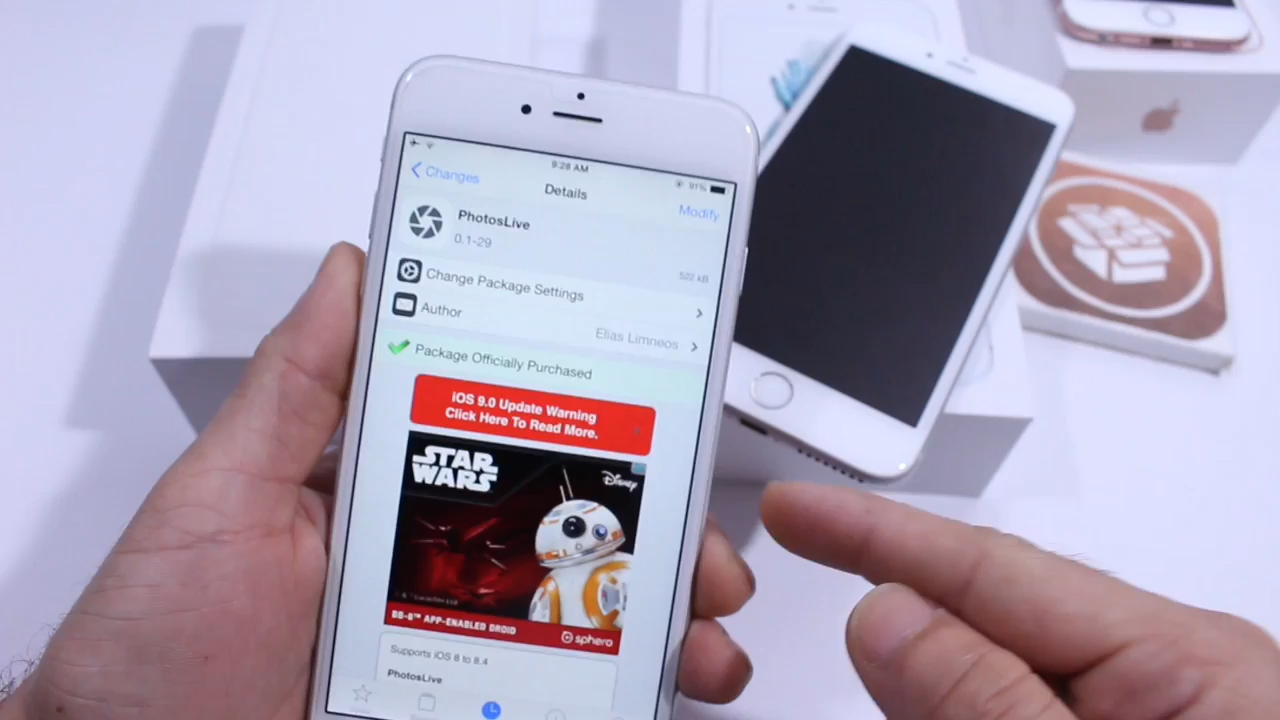 9:28 AM
91%
Changes
Details
Modify
PhotosLive
0.1-29
522 kB
Change Package Settings
Author
Elias Limneos
Package Officially Purchased
iOS 9.0 Update Warning
Click Here To Read More.
STAR
WARS
Disney
BB-8™ APP-ENABLED DROID
sphero
Supports iOS 8 to 8.4
PhotosLive